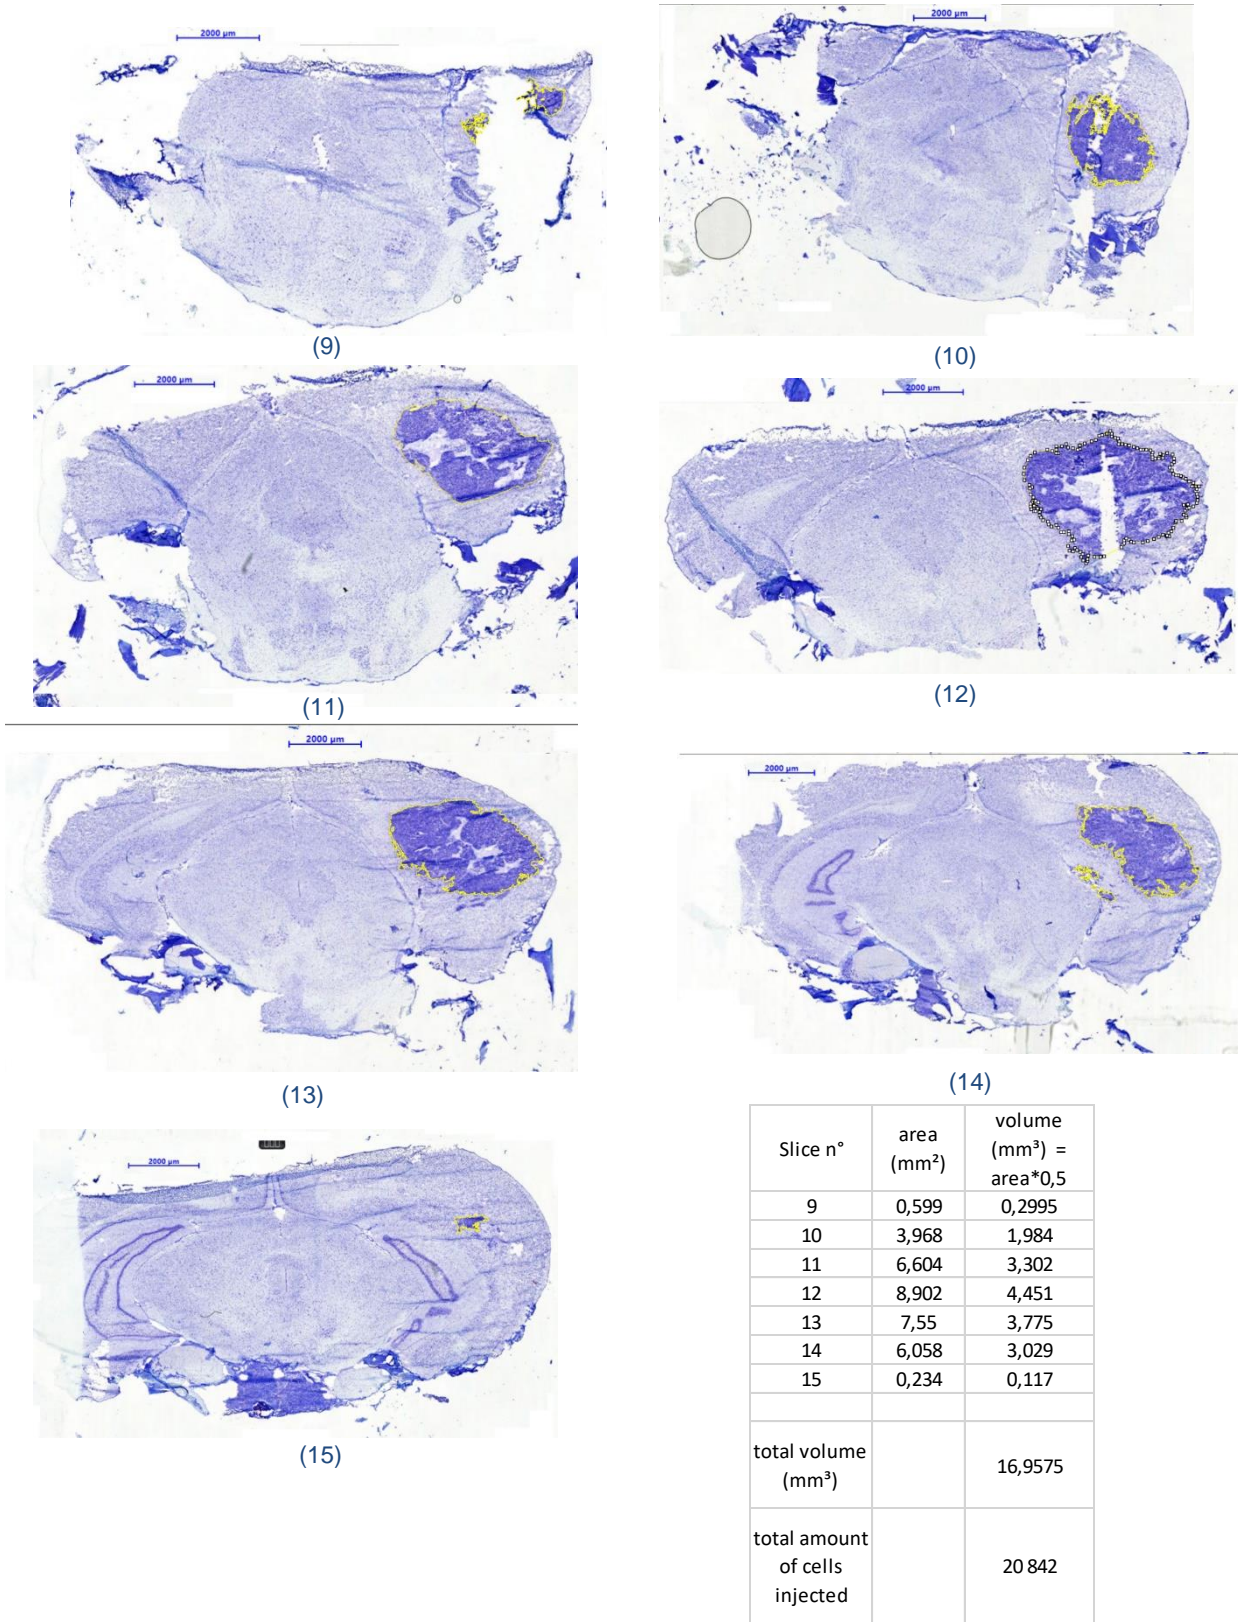 2000 µm
2000 µm
(9)
(10)
2000 µm
2000 µm
(11)
(12)
2000 µm
2000 µm
(13)
(14)
2000 µm
(15)
Slice n° area (mm²) volume (mm³) = area*0,5
9 0,599 0,2995
10 3,968 1,984
11 6,604 3,302
12 8,902 4,451
13 7,55 3,775
14 6,058 3,029
15 0,234 0,117
total volume (mm³) 16,9575
total amount of cells injected 20 842